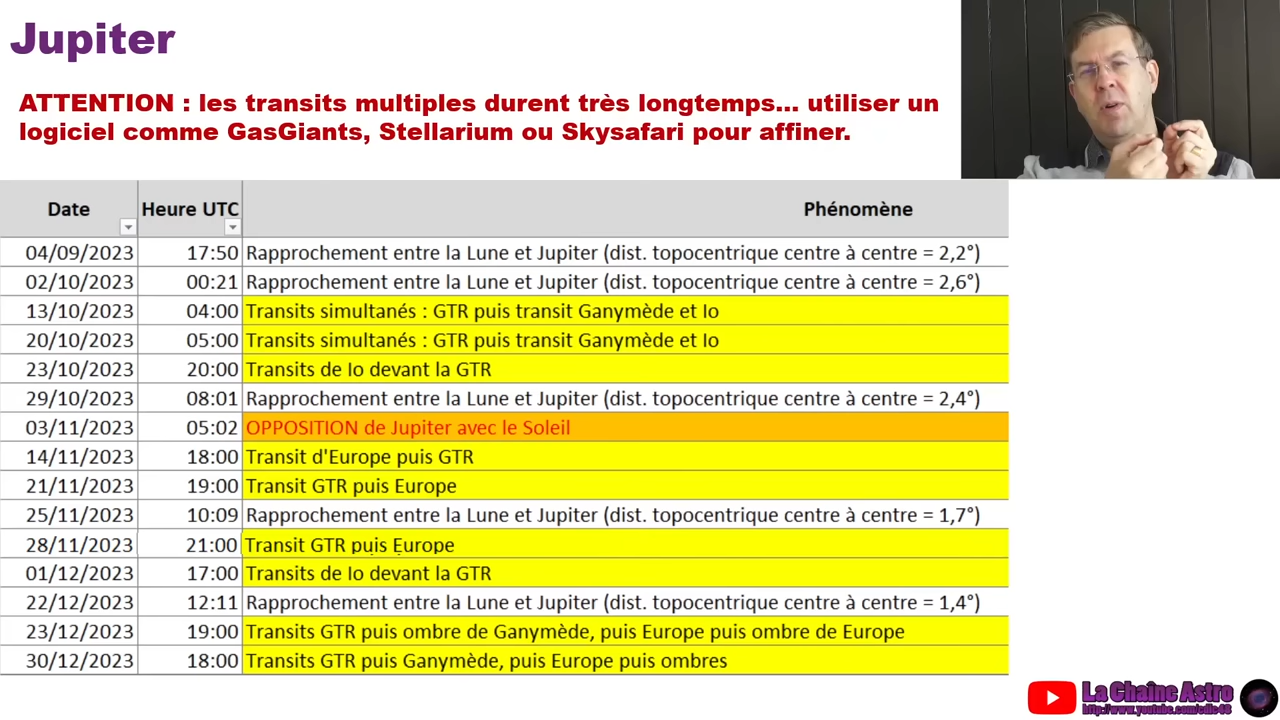 Jupiter
ATTENTION : les transits multiples durent très longtemps... utiliser un
logiciel comme GasGiants, Stellarium ou Skysafari pour affiner.
Date Heure UTC Phénomène
04/09/2023 17:50 Rapprochement entre la Lune et Jupiter (dist. topocentrique centre à centre = 2,2°)
02/10/2023 00:21 Rapprochement entre la Lune et Jupiter (dist. topocentrique centre à centre = 2,6°)
13/10/2023 04:00 Transits simultanés : GTR puis transit Ganymède et Io
20/10/2023 05:00 Transits simultanés : GTR puis transit Ganymède et Io
23/10/2023 20:00 Transits de Io devant la GTR
29/10/2023 08:01 Rapprochement entre la Lune et Jupiter (dist. topocentrique centre à centre = 2,4°)
03/11/2023 05:02 OPPOSITION de Jupiter avec le Soleil
14/11/2023 18:00 Transit d'Europe puis GTR
21/11/2023 19:00 Transit GTR puis Europe
25/11/2023 10:09 Rapprochement entre la Lune et Jupiter (dist. topocentrique centre à centre = 1,7°)
28/11/2023 21:00 Transit GTR puis Europe
01/12/2023 17:00 Transits de Io devant la GTR
22/12/2023 12:11 Rapprochement entre la Lune et Jupiter (dist. topocentrique centre à centre = 1,4°)
23/12/2023 19:00 Transits GTR puis ombre de Ganymède, puis Europe puis ombre de Europe
30/12/2023 18:00 Transits GTR puis Ganymède, puis Europe puis ombres
La Chaîne Astro
http://www.youtube.com/cdlc48